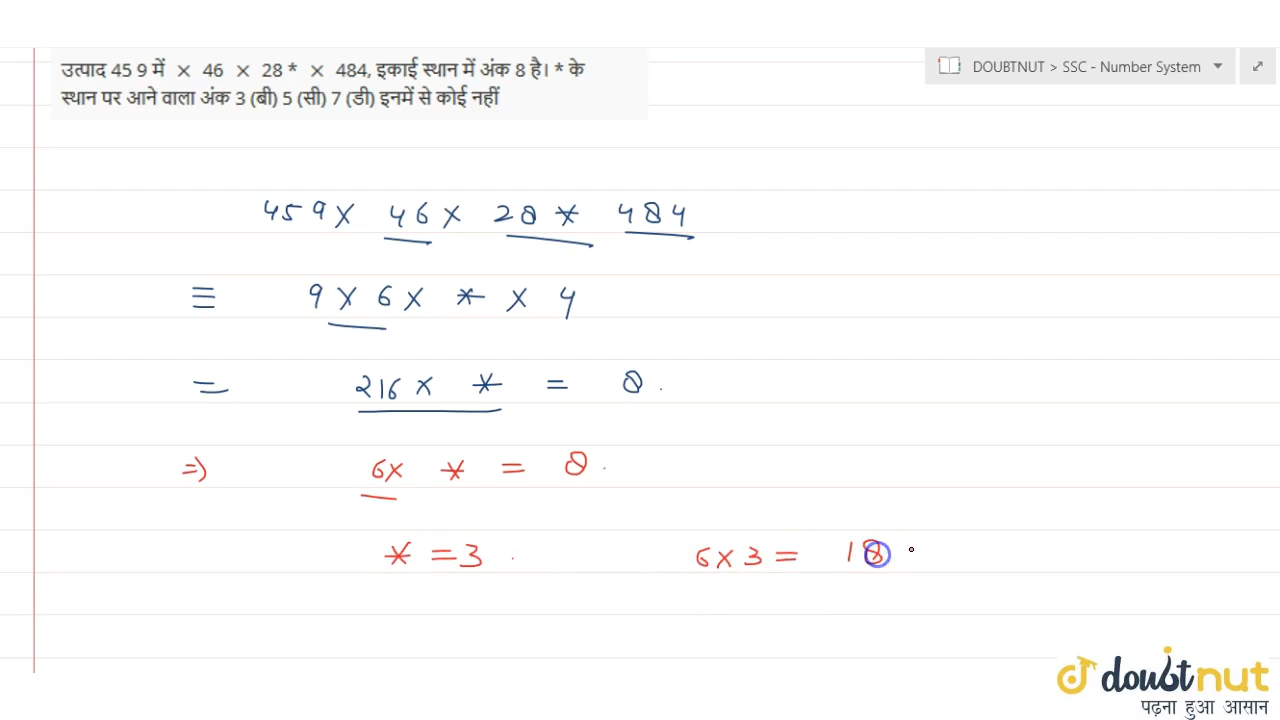 उत्पाद 45 9 में × 46 × 28 * × 484, इकाई स्थान में अंक 8 है। * के
स्थान पर आने वाला अंक 3 (बी) 5 (सी) 7 (डी) इनमें से कोई नहीं
DOUBTNUT > SSC - Number System
459 × 46 × 28 * 484
≡ 9 × 6 × * × 4
= 216 × * = 8.
⇒ 6× * = 8.
* = 3. 6 × 3 = 18
doubtnut
पढ़ना हुआ आसान